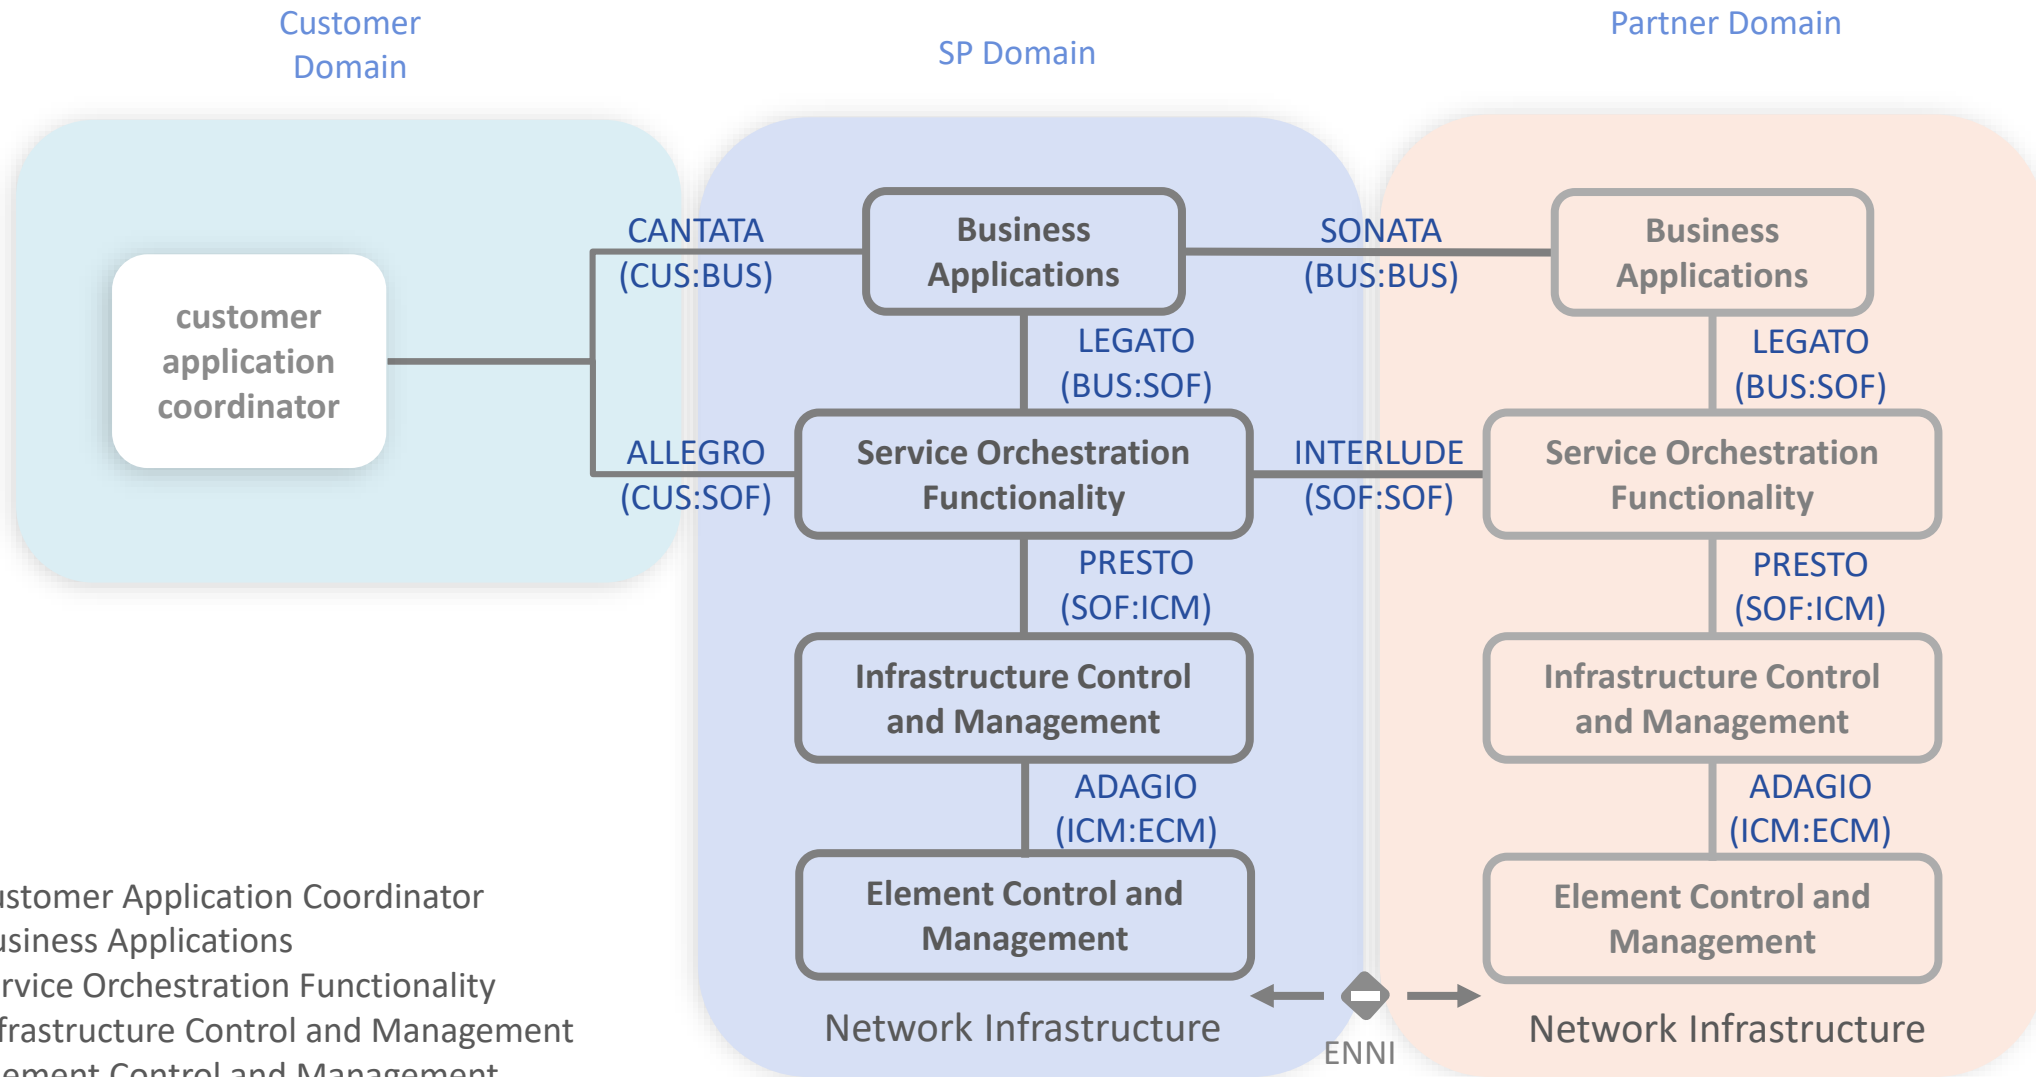 Customer
Domain
SP Domain
Partner Domain
customer
application
coordinator
CANTATA
(CUS:BUS)
ALLEGRO
(CUS:SOF)
Business
Applications
LEGATO
(BUS:SOF)
Service Orchestration
Functionality
PRESTO
(SOF:ICM)
Infrastructure Control
and Management
ADAGIO
(ICM:ECM)
Element Control and
Management
Network Infrastructure
SONATA
(BUS:BUS)
INTERLUDE
(SOF:SOF)
ENNI
Business
Applications
LEGATO
(BUS:SOF)
Service Orchestration
Functionality
PRESTO
(SOF:ICM)
Infrastructure Control
and Management
ADAGIO
(ICM:ECM)
Element Control and
Management
Network Infrastructure
ustomer Application Coordinator
usiness Applications
rvice Orchestration Functionality
frastructure Control and Management
ement Control and Management